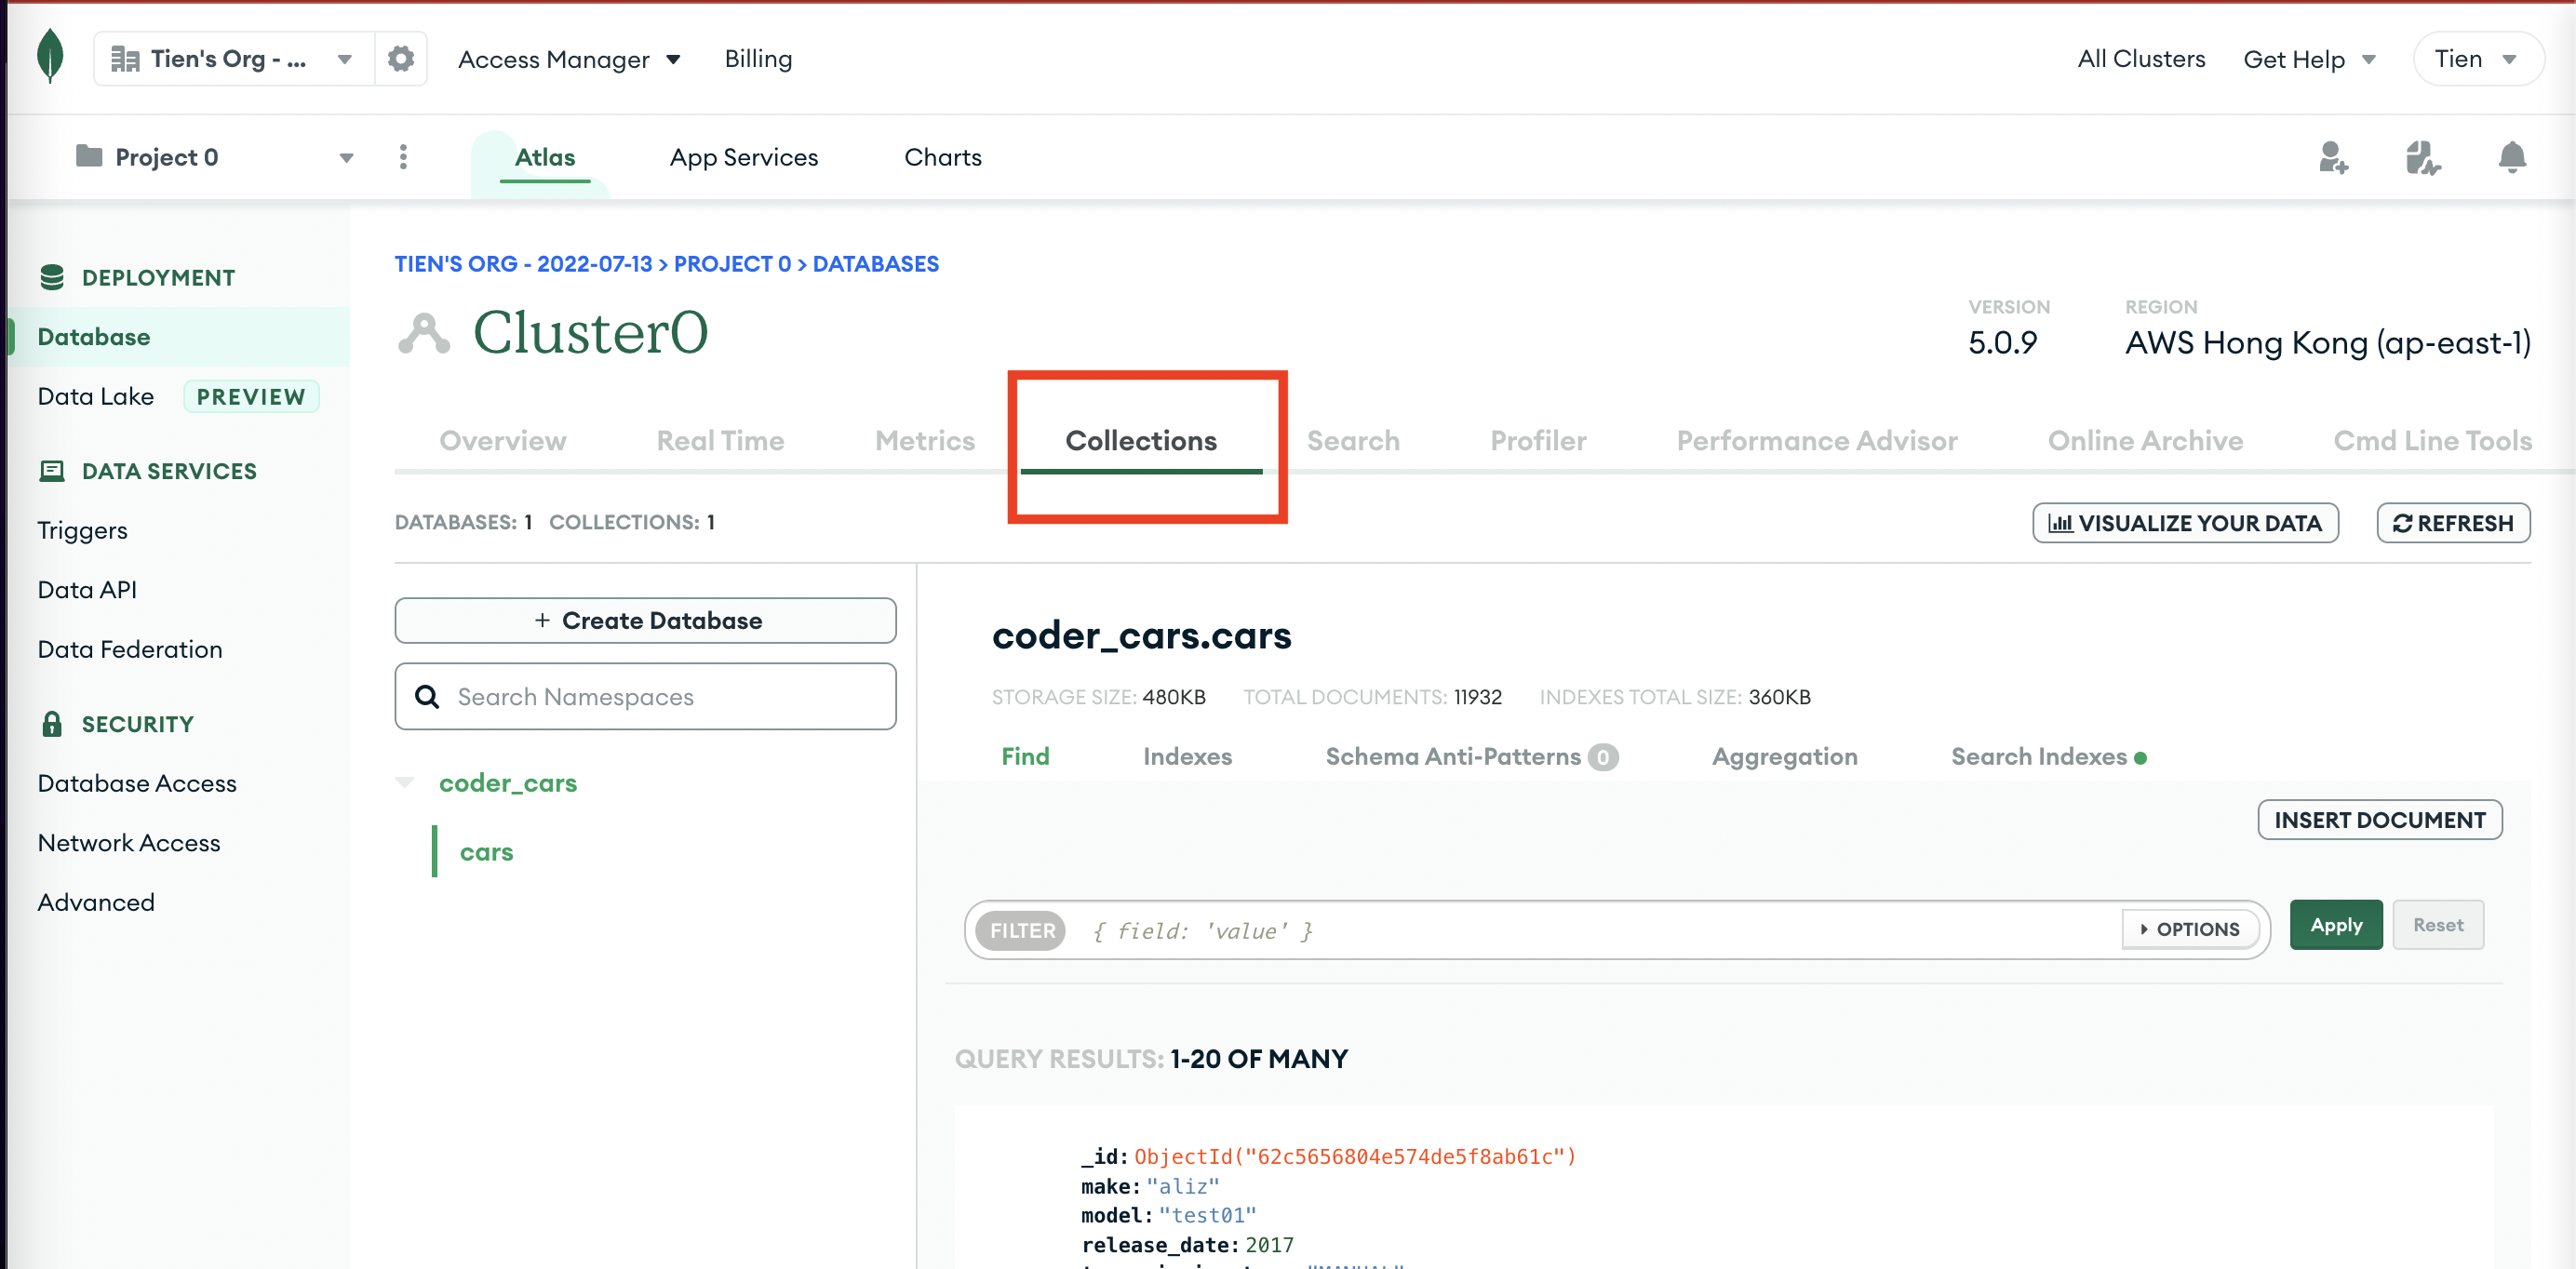 Tien's Org - ... Access Manager Billing All Clusters Get Help Tien
Project 0 Atlas App Services Charts
DEPLOYMENT
Database
Data Lake PREVIEW
DATA SERVICES
Triggers
Data API
Data Federation
SECURITY
Database Access
Network Access
Advanced
TIEN'S ORG - 2022-07-13 > PROJECT 0 > DATABASES
Cluster0
VERSION
5.0.9
REGION
AWS Hong Kong (ap-east-1)
Overview Real Time Metrics Collections Search Profiler Performance Advisor Online Archive Cmd Line Tools
DATABASES: 1 COLLECTIONS: 1
VISUALIZE YOUR DATA REFRESH
+ Create Database
Search Namespaces
coder_cars
cars
coder_cars.cars
STORAGE SIZE: 480KB TOTAL DOCUMENTS: 11932 INDEXES TOTAL SIZE: 360KB
Find Indexes Schema Anti-Patterns 0 Aggregation Search Indexes
INSERT DOCUMENT
FILTER { field: 'value' } OPTIONS Apply Reset
QUERY RESULTS: 1-20 OF MANY
_id: ObjectId("62c5656804e574de5f8ab61c")
make: "aliz"
model: "test01"
release_date: 2017